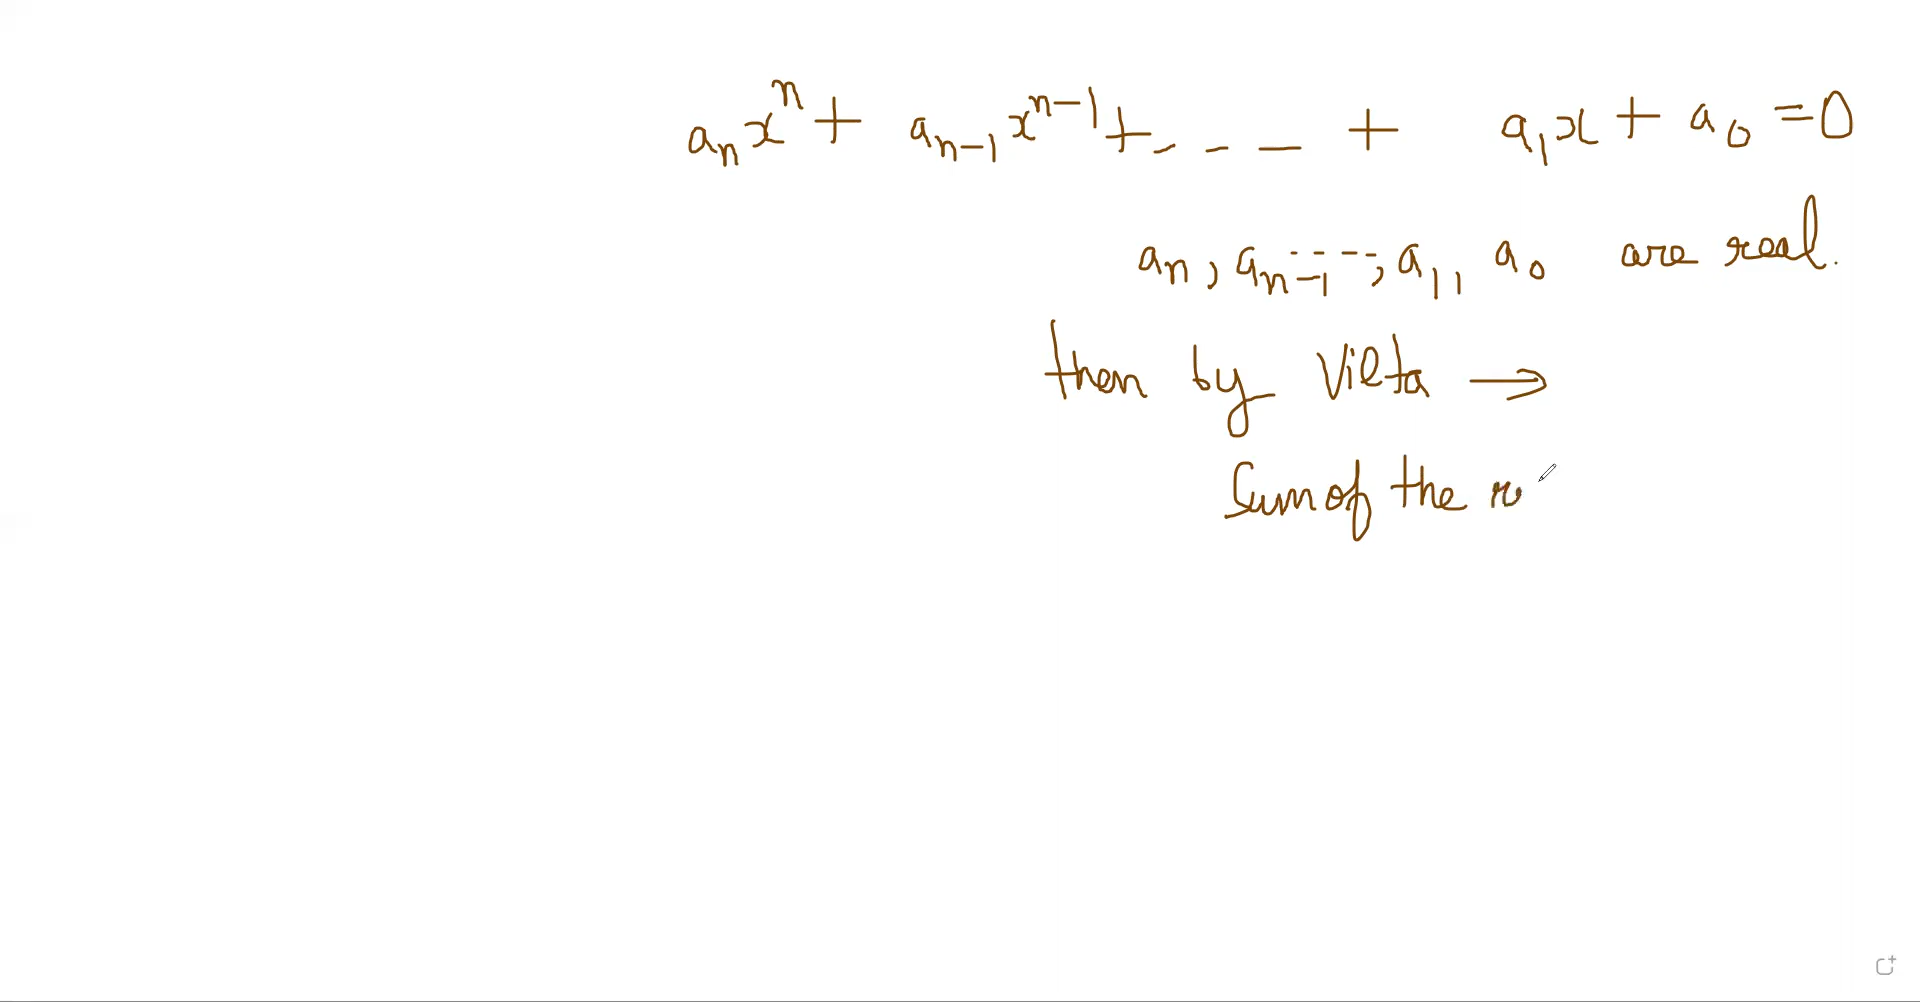 aₙxⁿ + aₙ₋₁xⁿ⁻¹ + - - - + a₁x + a₀ = 0
aₙ, aₙ₋₁ - - - -, a₁, a₀ are real.
then by Vieta →
Sum of the ro